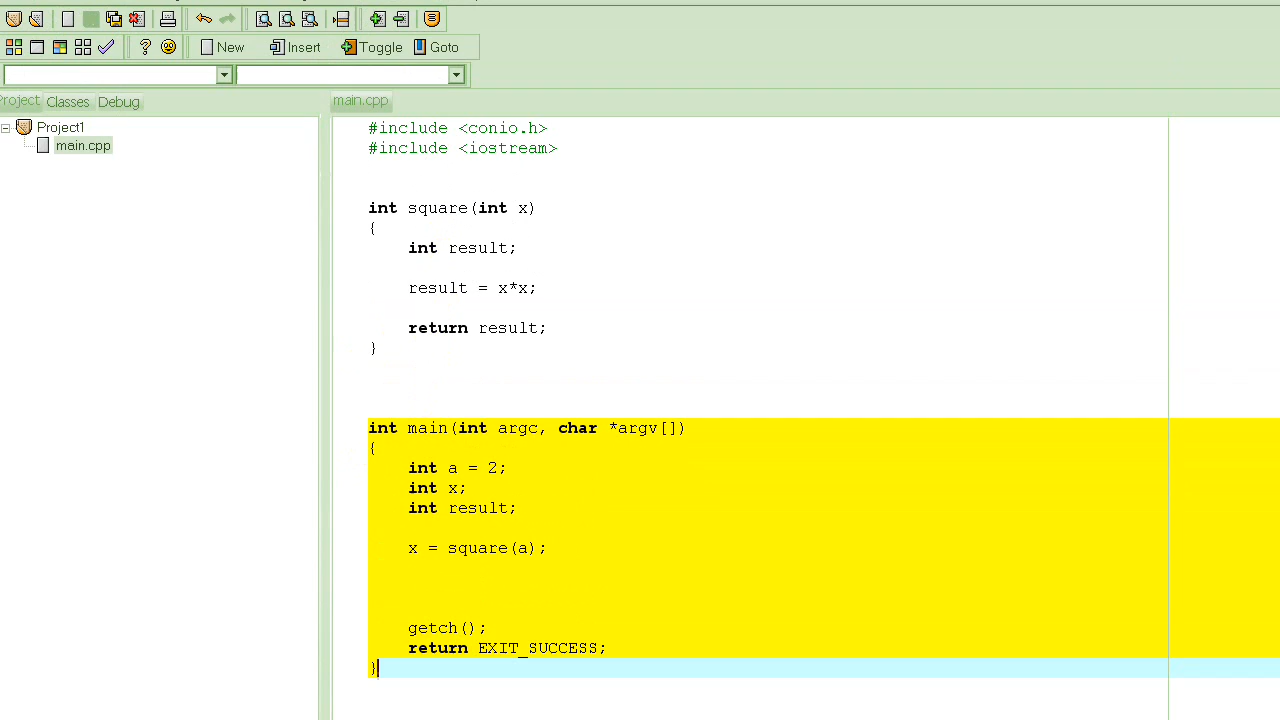 New Insert Toggle Goto
Project Classes Debug
main.cpp
Project1
main.cpp
#include <conio.h>
#include <iostream>
int square(int x)
{
int result;
result = x*x;
return result;
}
int main(int argc, char *argv[])
{
int a = 2;
int x;
int result;
x = square(a);
getch();
return EXIT_SUCCESS;
}